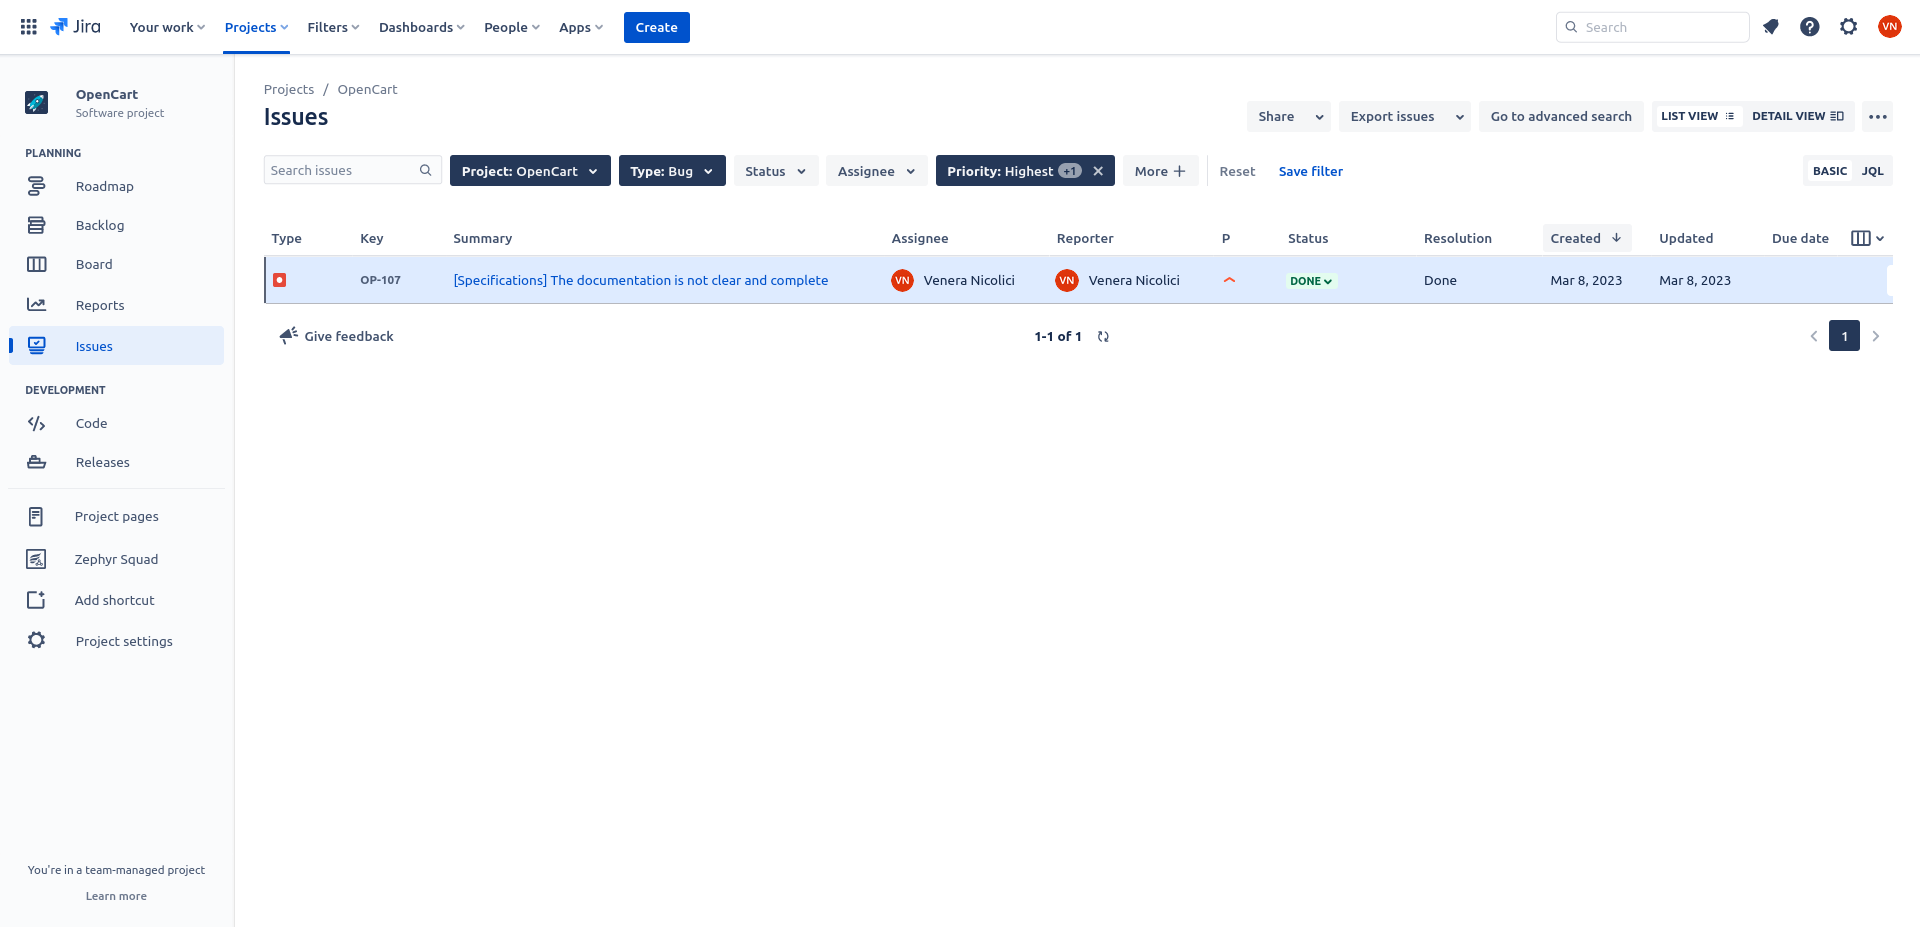 Jira Your work Projects Filters Dashboards People Apps Create Search VN
OpenCart
Software project
PLANNING
Roadmap
Backlog
Board
Reports
Issues
DEVELOPMENT
Code
Releases
Project pages
Zephyr Squad
Add shortcut
Project settings
You're in a team-managed project
Learn more
Projects / OpenCart
Issues
Share Export issues Go to advanced search LIST VIEW DETAIL VIEW
Search issues Project: OpenCart Type: Bug Status Assignee Priority: Highest +1 More Reset Save filter BASIC JQL
Type Key Summary Assignee Reporter P Status Resolution Created Updated Due date
OP-107 [Specifications] The documentation is not clear and complete VN Venera Nicolici VN Venera Nicolici DONE Done Mar 8, 2023 Mar 8, 2023
Give feedback 1-1 of 1 1